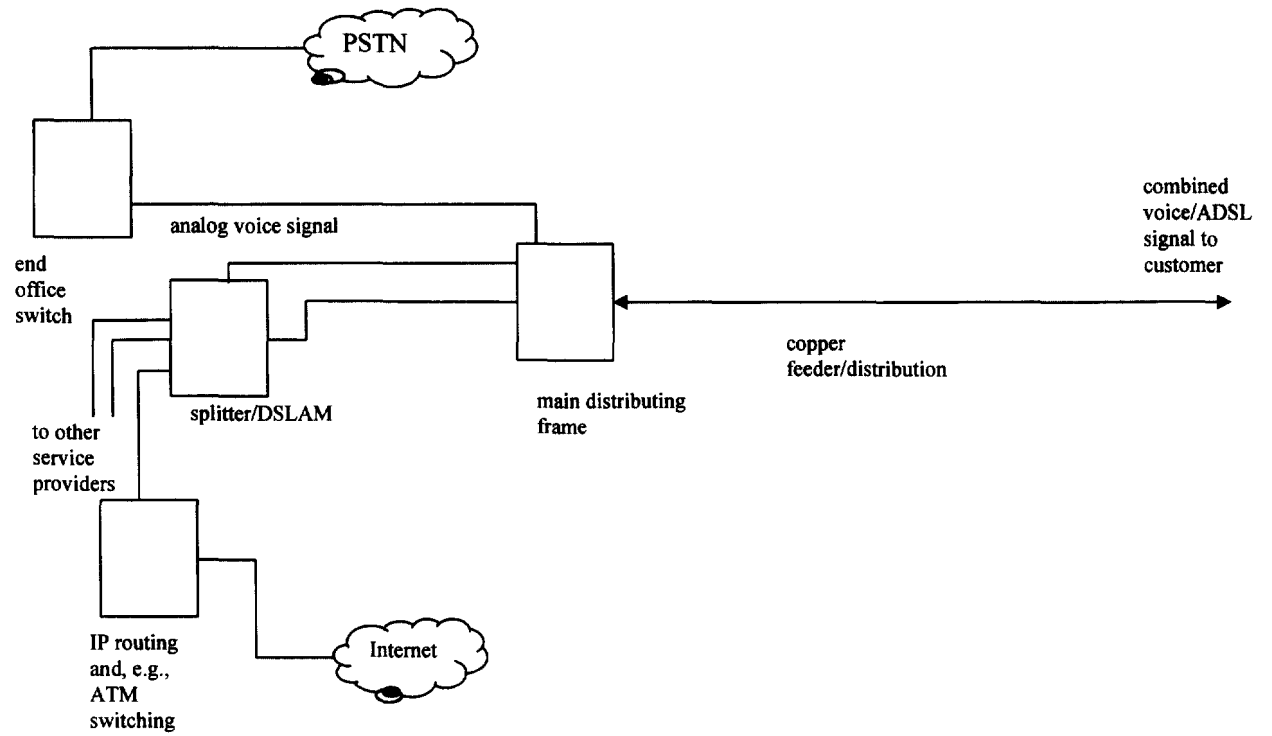 PSTN
combined
voice/ADSL
signal to
customer
analog voice signal
end
office
switch
copper
feeder/distribution
main distributing
frame
splitter/DSLAM
to other
service
providers
IP routing
and, e.g.,
ATM
switching
Internet